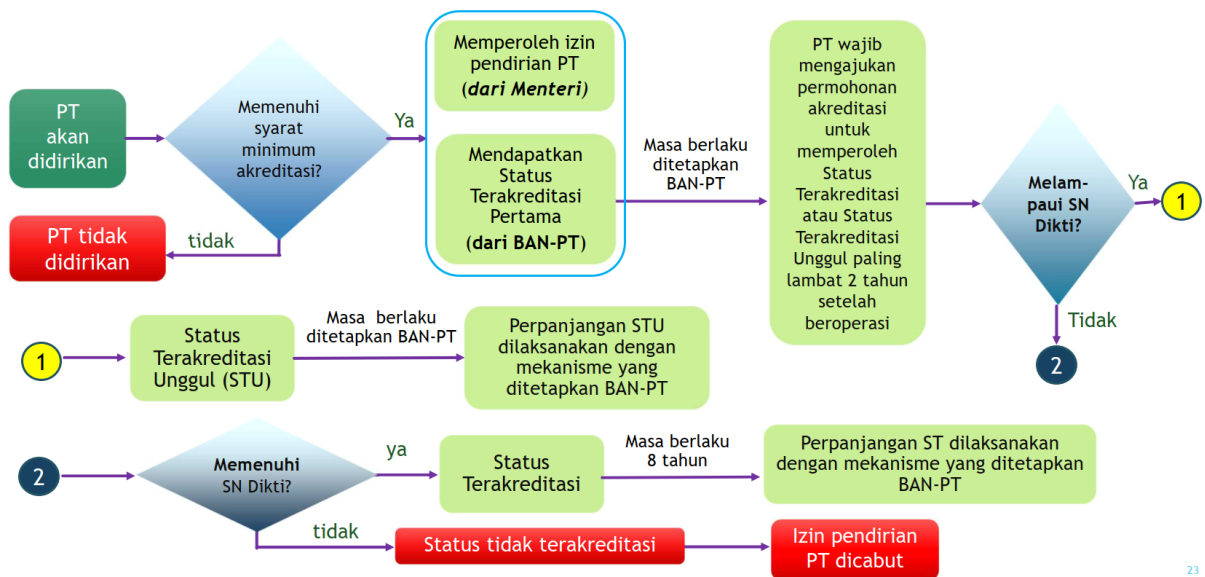 PT
akan
didirikan
Memenuhi
syarat
minimum
akreditasi?
Ya
tidak
PT tidak
didirikan
Memperoleh izin
pendirian PT
(dari Menteri)
Mendapatkan
Status
Terakreditasi
Pertama
(dari BAN-PT)
Masa berlaku
ditetapkan
BAN-PT
PT wajib
mengajukan
permohonan
akreditasi
untuk
memperoleh
Status
Terakreditasi
atau Status
Terakreditasi
Unggul paling
lambat 2 tahun
setelah
beroperasi
Melam-
paui SN
Dikti?
Ya
1
Tidak
2
1
Status
Terakreditasi
Unggul (STU)
Masa berlaku
ditetapkan BAN-PT
Perpanjangan STU
dilaksanakan dengan
mekanisme yang
ditetapkan BAN-PT
2
Memenuhi
SN Dikti?
ya
Status
Terakreditasi
Masa berlaku
8 tahun
Perpanjangan ST dilaksanakan
dengan mekanisme yang ditetapkan
BAN-PT
tidak
Status tidak terakreditasi
Izin pendirian
PT dicabut
23